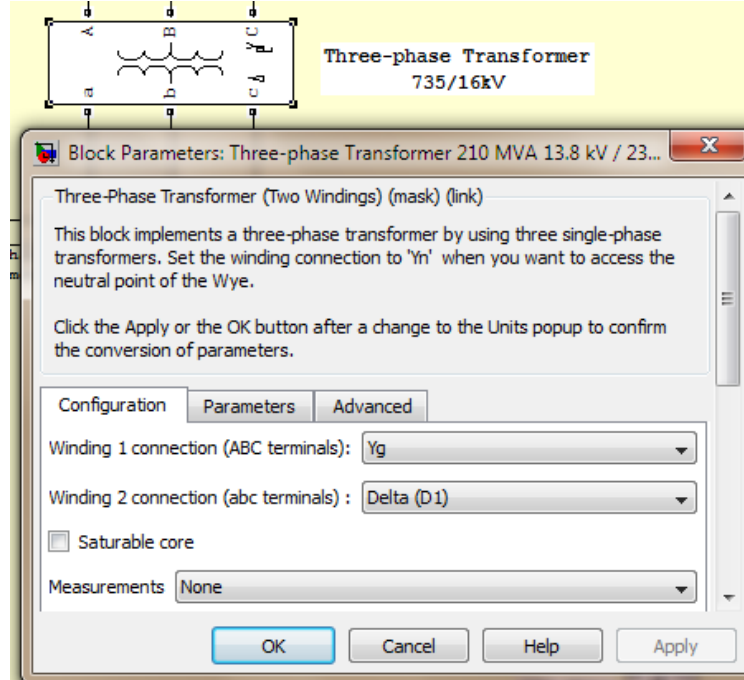 A B C
a b c
Three-phase Transformer
735/16kV
Block Parameters: Three-phase Transformer 210 MVA 13.8 kV / 23...
Three-Phase Transformer (Two Windings) (mask) (link)
This block implements a three-phase transformer by using three single-phase
transformers. Set the winding connection to 'Yn' when you want to access the
neutral point of the Wye.
Click the Apply or the OK button after a change to the Units popup to confirm
the conversion of parameters.
Configuration Parameters Advanced
Winding 1 connection (ABC terminals): Yg
Winding 2 connection (abc terminals) : Delta (D1)
Saturable core
Measurements None
OK Cancel Help Apply